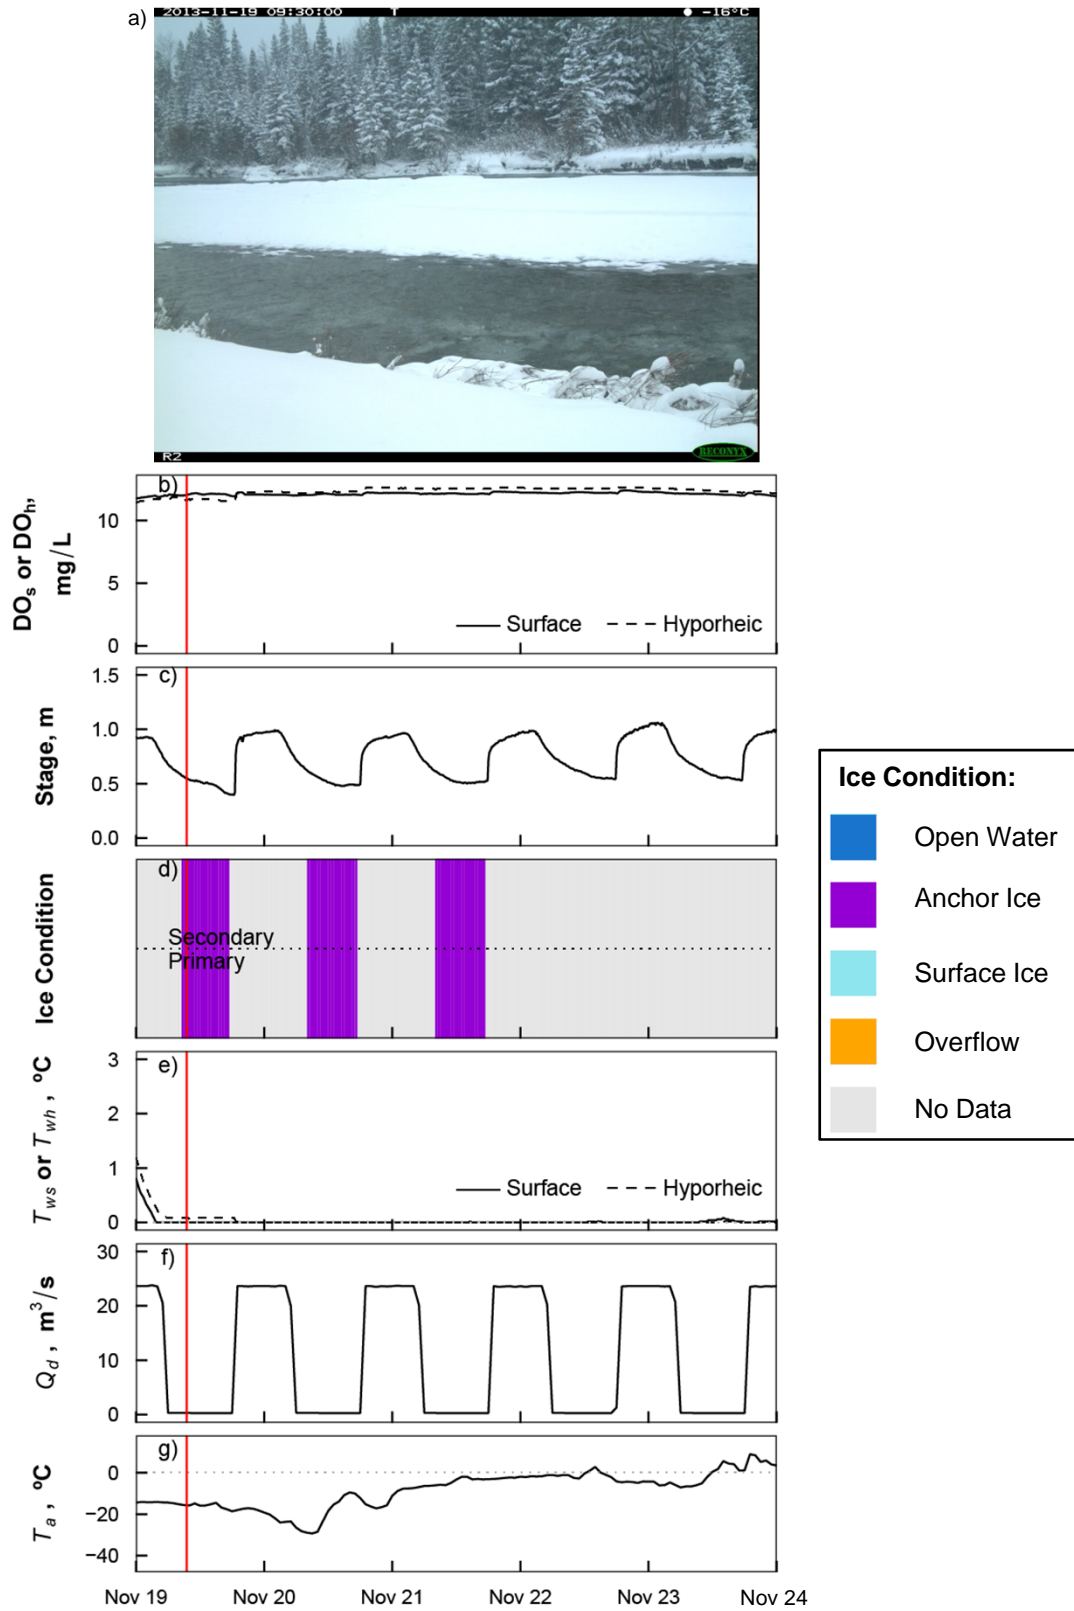 a)
2013-11-19 09:30:00 T -16°C
R2
RECONYX
b)
DOs or DOh,
mg/L
10
5
0
Surface
Hyporheic
c)
Stage, m
1.5
1.0
0.5
0.0
d)
Ice Condition
Secondary
Primary
e)
Tws or Twh , ºC
3
2
1
0
Surface
Hyporheic
f)
Qd , m3/s
30
20
10
0
g)
Ta , ºC
0
−20
−40
Nov 19 Nov 20 Nov 21 Nov 22 Nov 23 Nov 24
Ice Condition:
Open Water
Anchor Ice
Surface Ice
Overflow
No Data